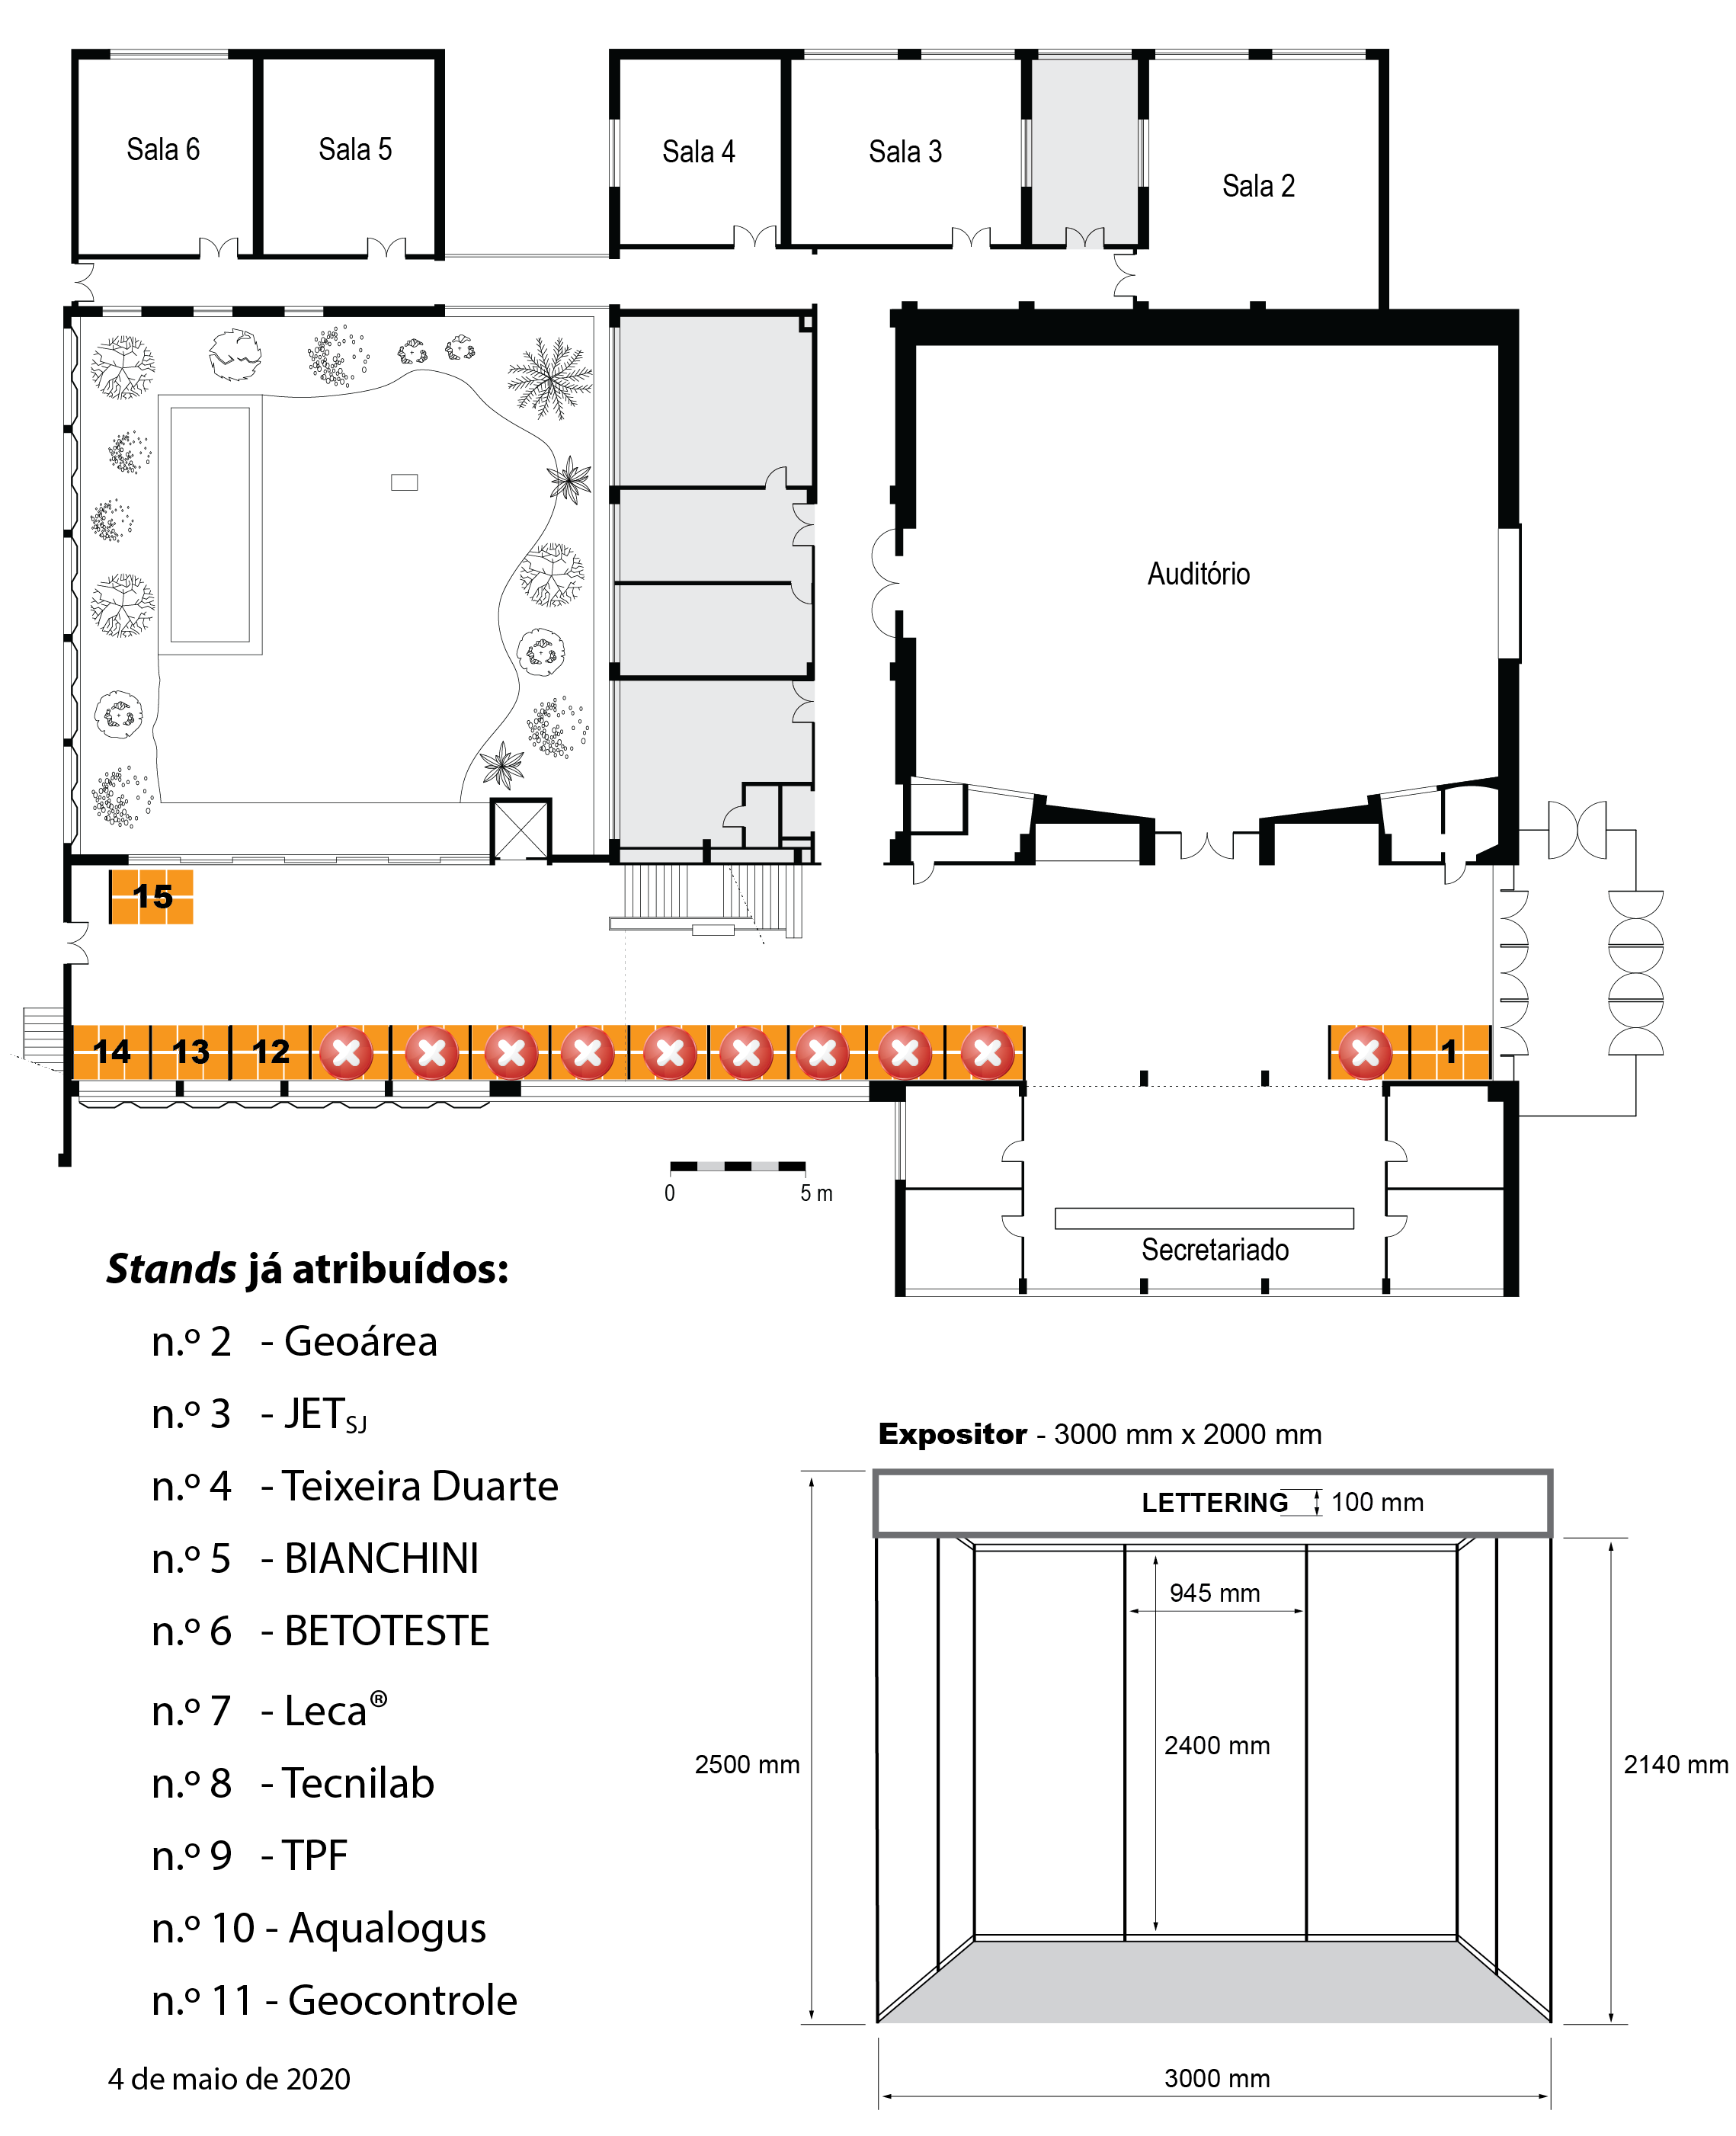 Sala 6
Sala 5
Sala 4
Sala 3
Sala 2
Auditório
15
14
13
12
1
0
5 m
Secretariado
Stands já atribuídos:
n.º 2 - Geoárea
n.º 3 - JETSJ
n.º 4 - Teixeira Duarte
n.º 5 - BIANCHINI
n.º 6 - BETOTESTE
n.º 7 - Leca®
n.º 8 - Tecnilab
n.º 9 - TPF
n.º 10 - Aqualogus
n.º 11 - Geocontrole
4 de maio de 2020
Expositor - 3000 mm x 2000 mm
LETTERING
100 mm
945 mm
2400 mm
2500 mm
2140 mm
3000 mm